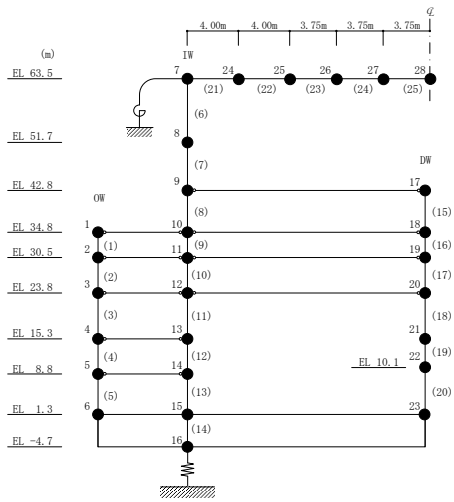 ℄
4.00m 4.00m 3.75m 3.75m 3.75m
(m) IW
EL 63.5 7 24 25 26 27 28
(21) (22) (23) (24) (25)
(6)
EL 51.7 8
(7) DW
EL 42.8 9 17
OW (8) (15)
EL 34.8 1 10 18
(1) (9) (16)
EL 30.5 2 11 19
(2) (10) (17)
EL 23.8 3 12 20
(3) (11) (18)
EL 15.3 4 13 21
(4) (12) (19)
EL 8.8 5 14 EL 10.1 22
(5) (13) (20)
EL 1.3 6 15 23
(14)
EL -4.7 16